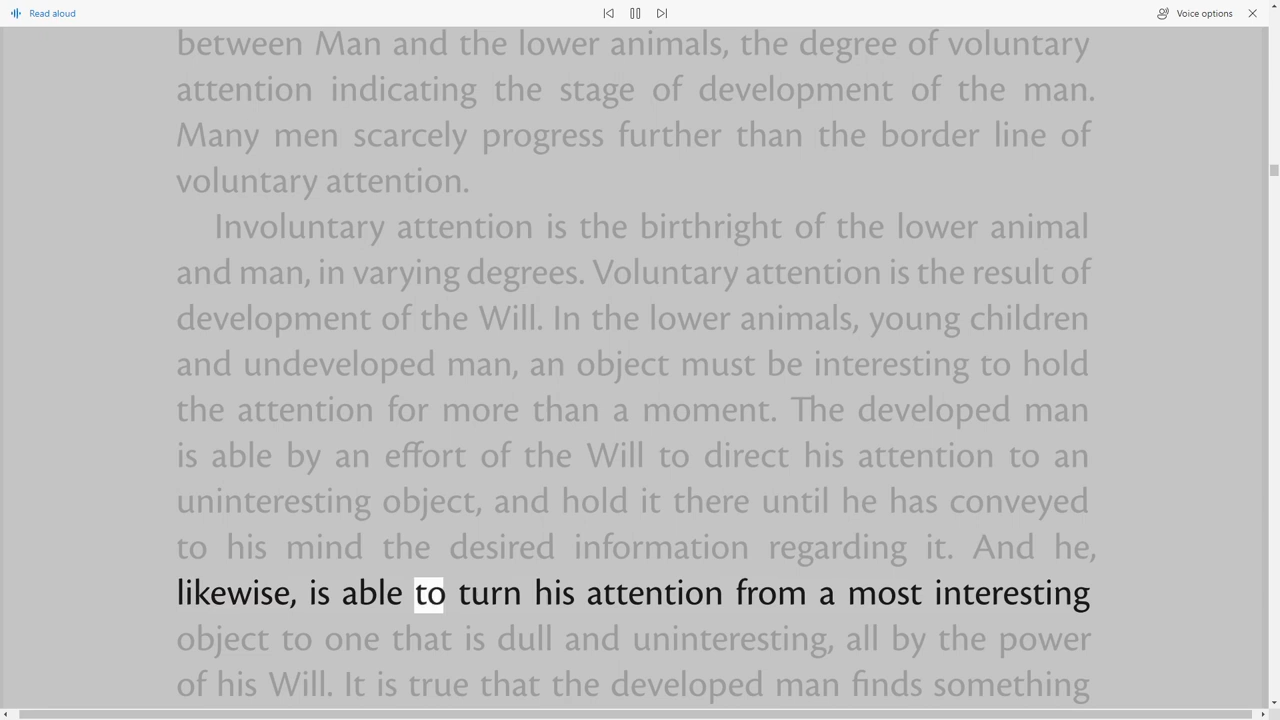 Read aloud
Voice options
between Man and the lower animals, the degree of voluntary
attention indicating the stage of development of the man.
Many men scarcely progress further than the border line of
voluntary attention.
Involuntary attention is the birthright of the lower animal
and man, in varying degrees. Voluntary attention is the result of
development of the Will. In the lower animals, young children
and undeveloped man, an object must be interesting to hold
the attention for more than a moment. The developed man
is able by an effort of the Will to direct his attention to an
uninteresting object, and hold it there until he has conveyed
to his mind the desired information regarding it. And he,
likewise, is able to turn his attention from a most interesting
object to one that is dull and uninteresting, all by the power
of his Will. It is true that the developed man finds something